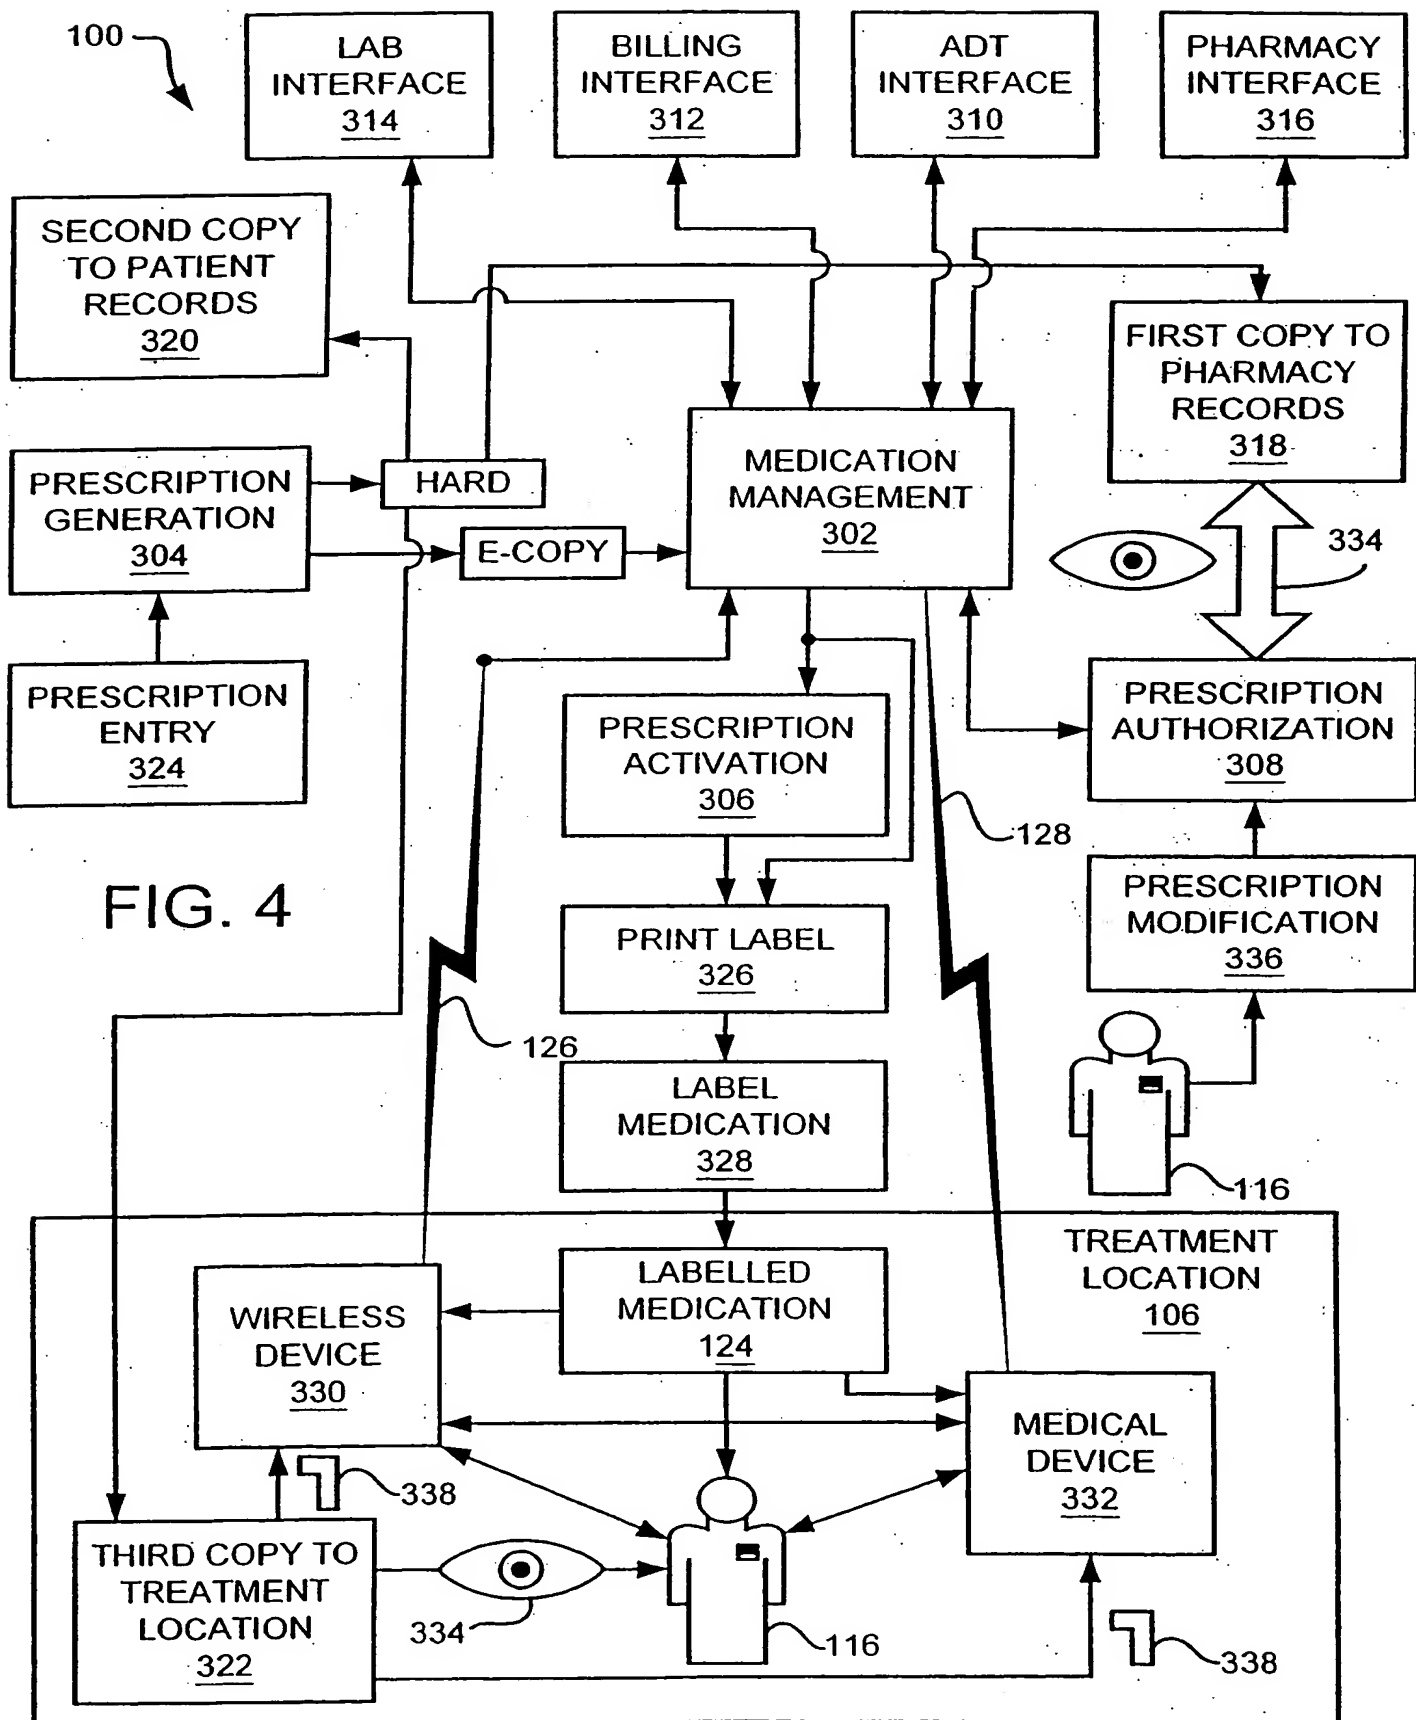 100
LAB
INTERFACE
314
BILLING
INTERFACE
312
ADT
INTERFACE
310
PHARMACY
INTERFACE
316
SECOND COPY
TO PATIENT
RECORDS
320
FIRST COPY TO
PHARMACY
RECORDS
318
PRESCRIPTION
GENERATION
304
HARD
E-COPY
MEDICATION
MANAGEMENT
302
334
PRESCRIPTION
ENTRY
324
PRESCRIPTION
ACTIVATION
306
PRESCRIPTION
AUTHORIZATION
308
128
FIG. 4
PRINT LABEL
326
PRESCRIPTION
MODIFICATION
336
126
LABEL
MEDICATION
328
116
TREATMENT
LOCATION
106
WIRELESS
DEVICE
330
LABELLED
MEDICATION
124
MEDICAL
DEVICE
332
338
THIRD COPY TO
TREATMENT
LOCATION
322
334
116
338